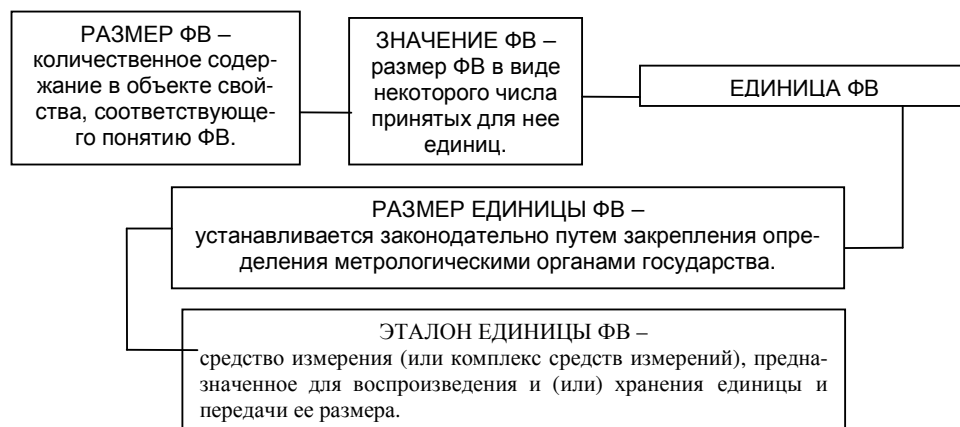 РАЗМЕР ФВ –
количественное содер-
жание в объекте свой-
ства, соответствующе-
го понятию ФВ.
ЗНАЧЕНИЕ ФВ –
размер ФВ в виде
некоторого числа
принятых для нее
единиц.
ЕДИНИЦА ФВ
РАЗМЕР ЕДИНИЦЫ ФВ –
устанавливается законодательно путем закрепления опре-
деления метрологическими органами государства.
ЭТАЛОН ЕДИНИЦЫ ФВ –
средство измерения (или комплекс средств измерений), предна-
значенное для воспроизведения и (или) хранения единицы и
передачи ее размера.